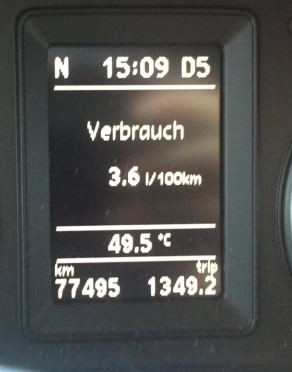 N 15:09 D5
Verbrauch
3.6 l/100km
49.5 °C
km trip
77495 1349.2